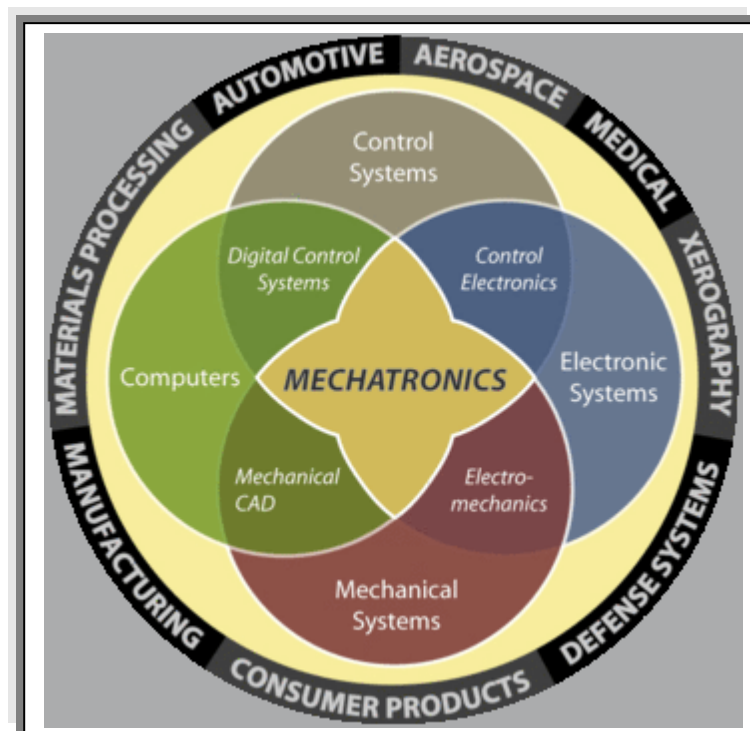 AUTOMOTIVE
AEROSPACE
MEDICAL
XEROGRAPHY
DEFENSE SYSTEMS
CONSUMER PRODUCTS
MANUFACTURING
MATERIALS PROCESSING
Control
Systems
Digital Control
Systems
Control
Electronics
Computers
MECHATRONICS
Electronic
Systems
Mechanical
CAD
Electro-
mechanics
Mechanical
Systems